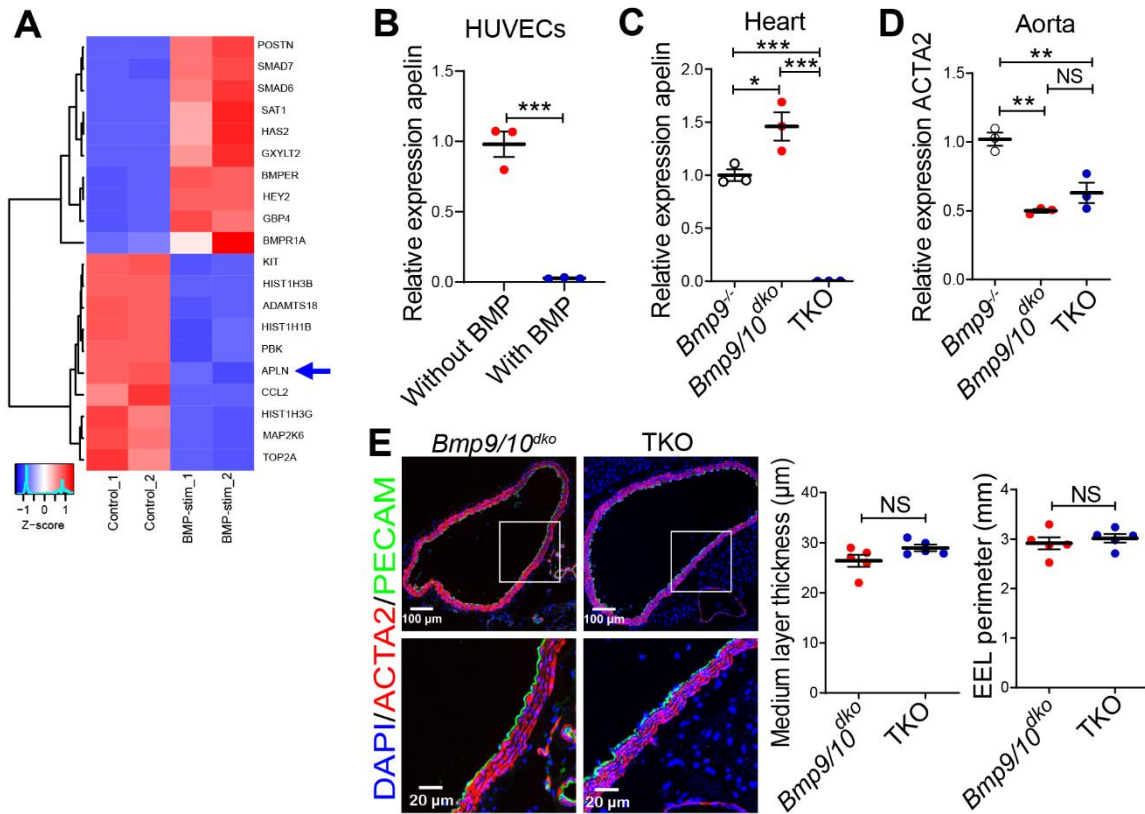 A
POSTN
SMAD7
SMAD6
SAT1
HAS2
GXYLT2
BMPER
HEY2
GBP4
BMPR1A
KIT
HIST1H3B
ADAMTS18
HIST1H1B
PBK
APLN
CCL2
HIST1H3G
MAP2K6
TOP2A
−1 0 1
Z-score
Control_1
Control_2
BMP-stim_1
BMP-stim_2
B
HUVECs
Relative expression apelin
1.5
1.0
0.5
0.0
***
Without BMP
With BMP
C
Heart
Relative expression apelin
2.0
1.5
1.0
0.5
0.0
***
* ***
Bmp9-/-
Bmp9/10dko
TKO
D
Aorta
Relative expression ACTA2
1.5
1.0
0.5
0.0
**
** NS
Bmp9-/-
Bmp9/10dko
TKO
E
Bmp9/10dko
TKO
DAPI/ACTA2/PECAM
100 µm
100 µm
20 µm
20 µm
Medium layer thickness (µm)
40
30
20
10
0
NS
Bmp9/10dko
TKO
EEL perimeter (mm)
4
3
2
1
0
NS
Bmp9/10dko
TKO